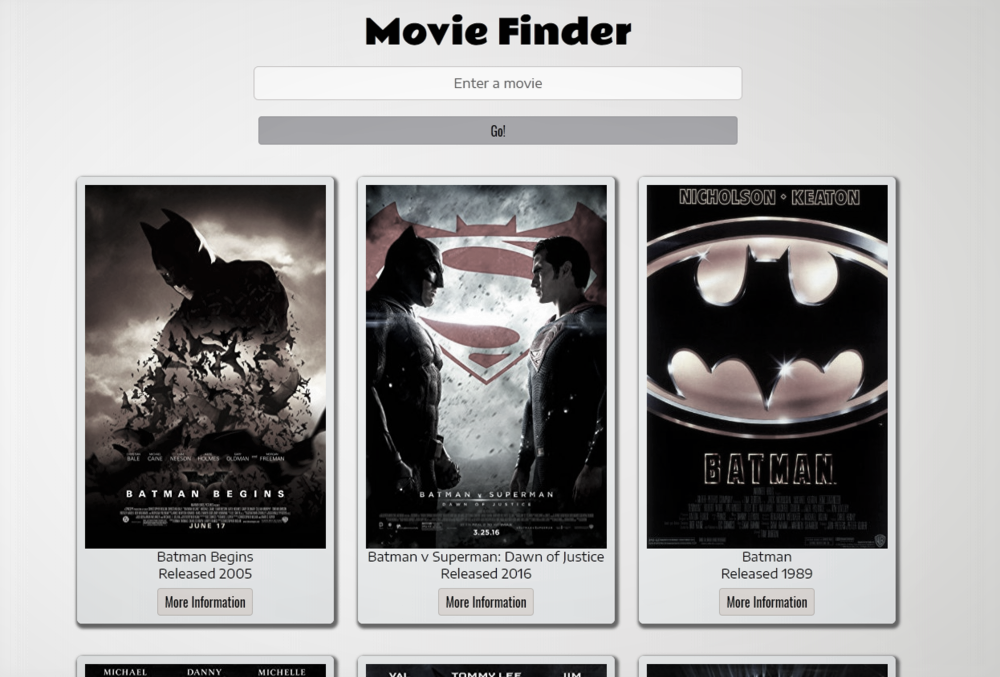 Movie Finder
Enter a movie
Go!
BALE CAINE NEESON HOLMES OLDMAN AND FREEMAN
BATMAN BEGINS
JUNE 17
Batman Begins
Released 2005
More Information
BATMAN v SUPERMAN
DAWN OF JUSTICE
3.25.16
Batman v Superman: Dawn of Justice
Released 2016
More Information
NICHOLSON • KEATON
BATMAN
Batman
Released 1989
More Information
MICHAEL DANNY MICHELLE
VAL TOMMY LEE JIM